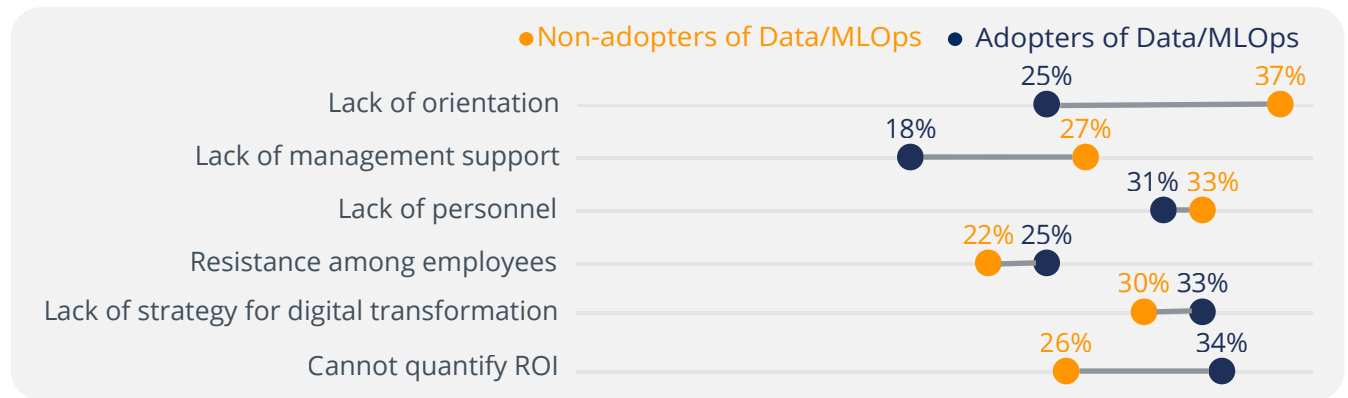 Non-adopters of Data/MLOps Adopters of Data/MLOps
25% 37%
Lack of orientation
18% 27%
Lack of management support
31% 33%
Lack of personnel
22% 25%
Resistance among employees
30% 33%
Lack of strategy for digital transformation
26% 34%
Cannot quantify ROI